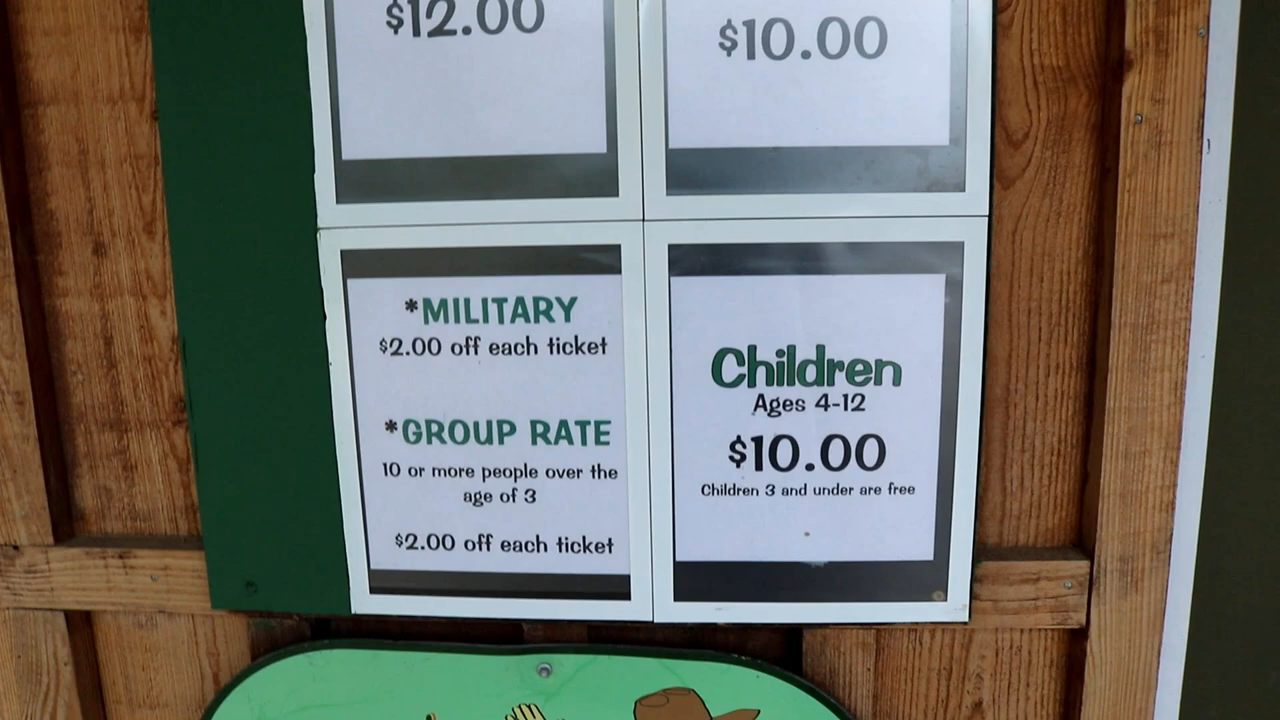 $12.00
$10.00
*MILITARY
$2.00 off each ticket
*GROUP RATE
10 or more people over the
age of 3
$2.00 off each ticket
Children
Ages 4-12
$10.00
Children 3 and under are free